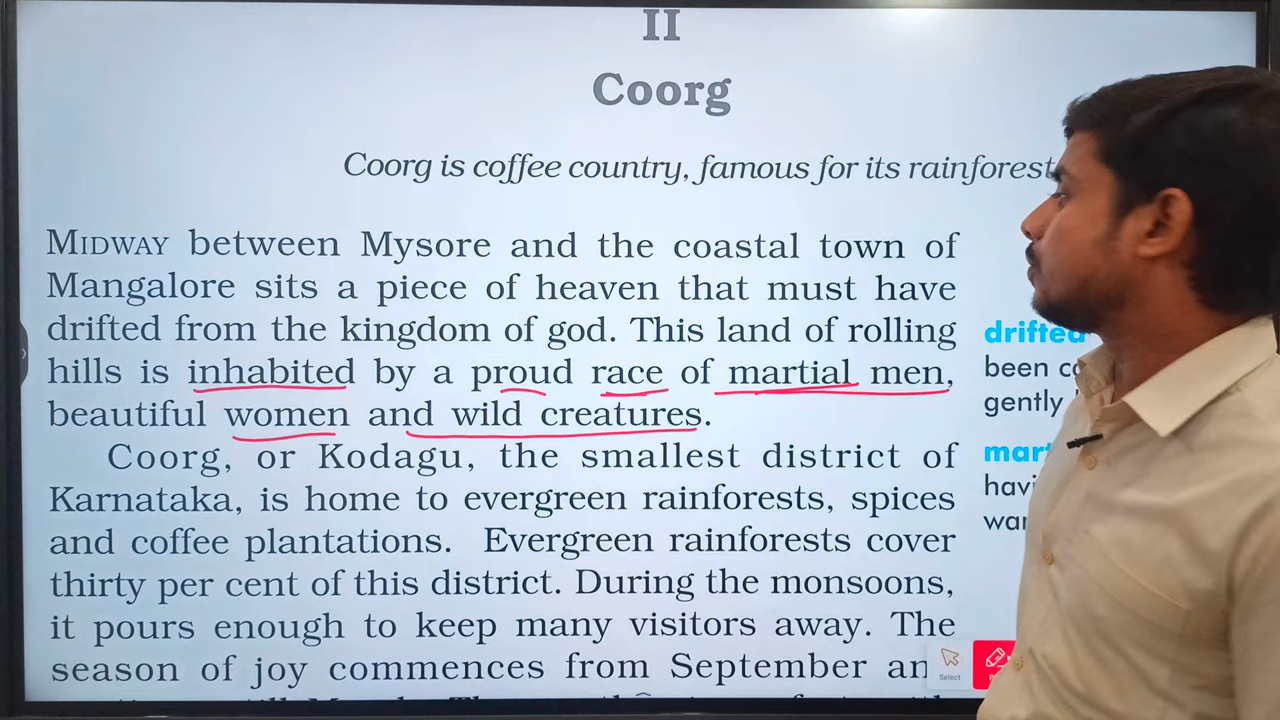 II
Coorg
Coorg is coffee country, famous for its rainforest
MIDWAY between Mysore and the coastal town of
Mangalore sits a piece of heaven that must have
drifted from the kingdom of god. This land of rolling
hills is inhabited by a proud race of martial men,
beautiful women and wild creatures.
Coorg, or Kodagu, the smallest district of
Karnataka, is home to evergreen rainforests, spices
and coffee plantations. Evergreen rainforests cover
thirty per cent of this district. During the monsoons,
it pours enough to keep many visitors away. The
season of joy commences from September
drifted
been
gently
Select